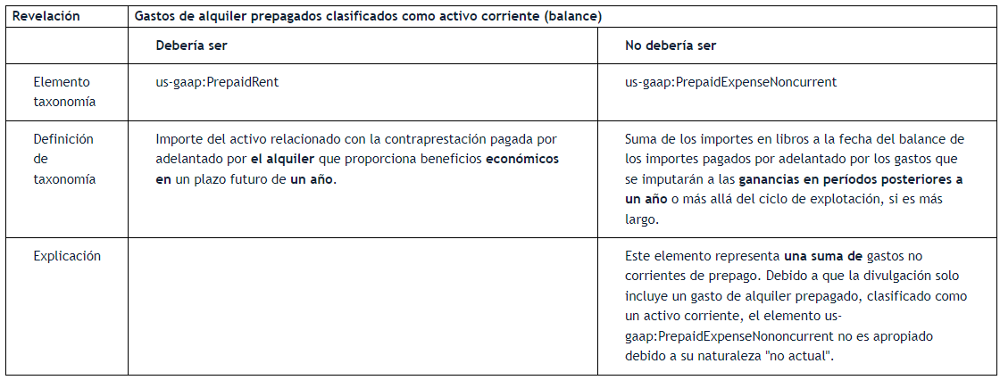 Revelación
Gastos de alquiler prepagados clasificados como activo corriente (balance)
Debería ser
No debería ser
Elemento
taxonomía
us-gaap:PrepaidRent
us-gaap:PrepaidExpenseNoncurrent
Definición
de
taxonomía
Importe del activo relacionado con la contraprestación pagada por
adelantado por el alquiler que proporciona beneficios económicos
en un plazo futuro de un año.
Suma de los importes en libros a la fecha del balance de
los importes pagados por adelantado por los gastos que
se imputarán a las ganancias en períodos posteriores a
un año o más allá del ciclo de explotación, si es más
largo.
Explicación
Este elemento representa una suma de gastos no
corrientes de prepago. Debido a que la divulgación solo
incluye un gasto de alquiler prepagado, clasificado como
un activo corriente, el elemento us-
gaap:PrepaidExpenseNononcurrent no es apropiado
debido a su naturaleza "no actual".